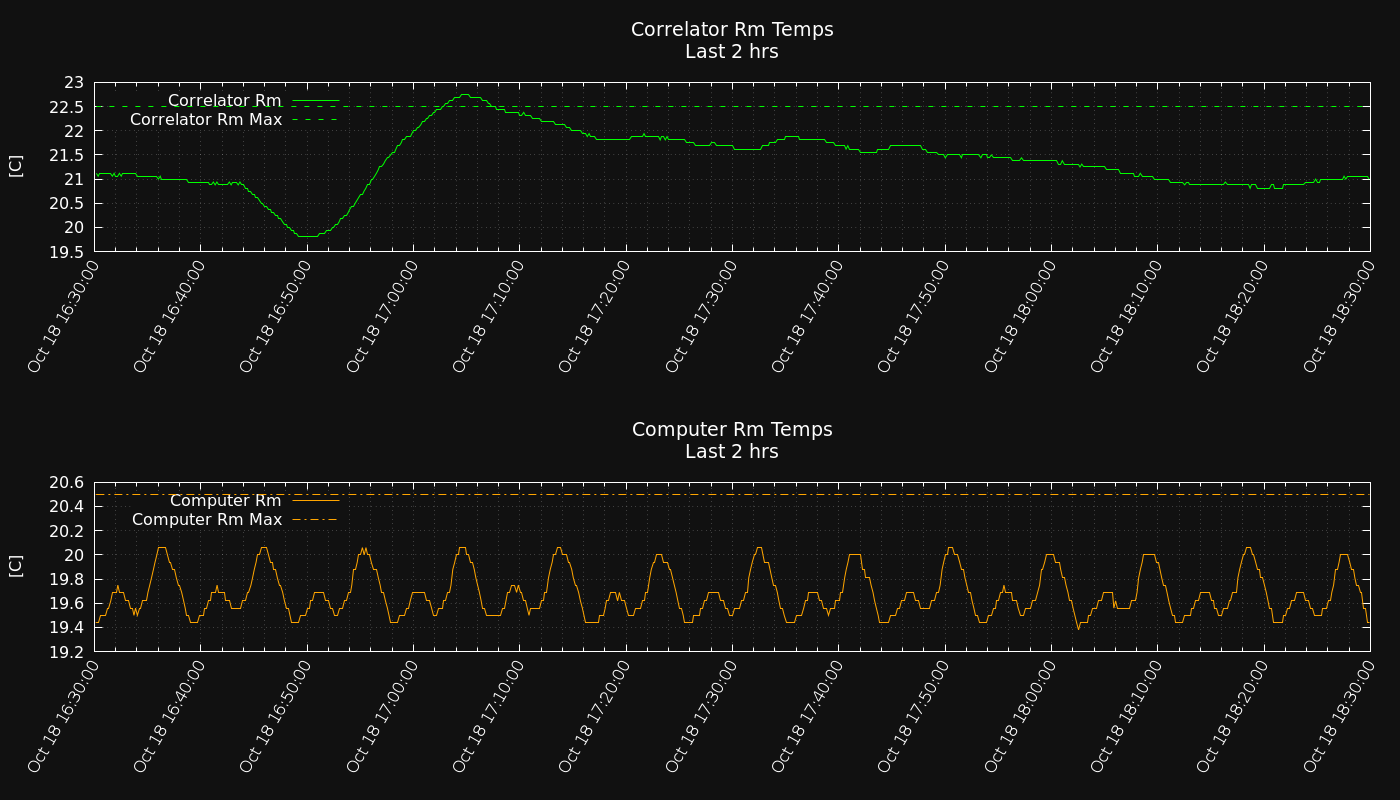 Correlator Rm Temps
Last 2 hrs
[C]
23
22.5
22
21.5
21
20.5
20
19.5
Correlator Rm
Correlator Rm Max
Oct 18 16:30:00
Oct 18 16:40:00
Oct 18 16:50:00
Oct 18 17:00:00
Oct 18 17:10:00
Oct 18 17:20:00
Oct 18 17:30:00
Oct 18 17:40:00
Oct 18 17:50:00
Oct 18 18:00:00
Oct 18 18:10:00
Oct 18 18:20:00
Oct 18 18:30:00
Computer Rm Temps
Last 2 hrs
[C]
20.6
20.4
20.2
20
19.8
19.6
19.4
19.2
Computer Rm
Computer Rm Max
Oct 18 16:30:00
Oct 18 16:40:00
Oct 18 16:50:00
Oct 18 17:00:00
Oct 18 17:10:00
Oct 18 17:20:00
Oct 18 17:30:00
Oct 18 17:40:00
Oct 18 17:50:00
Oct 18 18:00:00
Oct 18 18:10:00
Oct 18 18:20:00
Oct 18 18:30:00